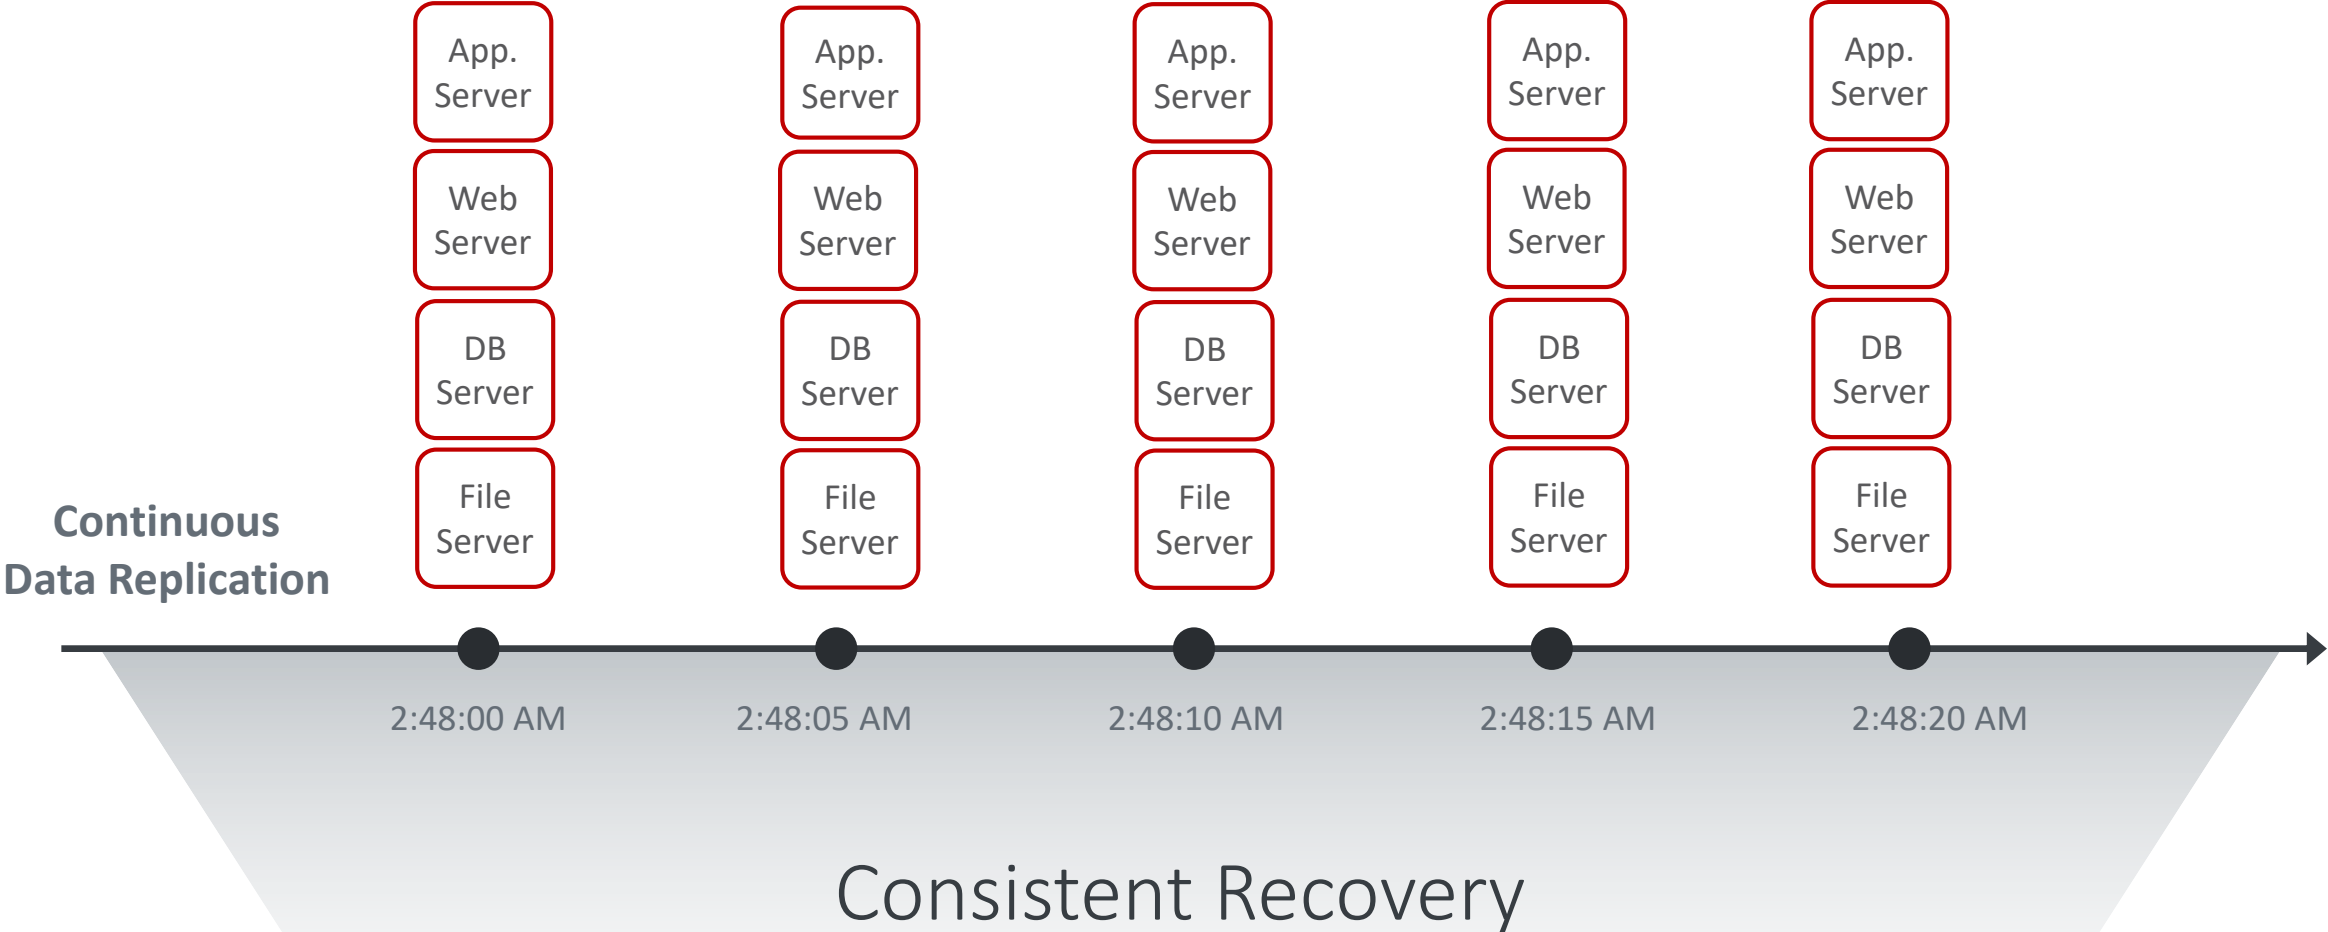 App.
Server
App.
Server
App.
Server
App.
Server
App.
Server
Web
Server
Web
Server
Web
Server
Web
Server
Web
Server
DB
Server
DB
Server
DB
Server
DB
Server
DB
Server
File
Server
File
Server
File
Server
File
Server
File
Server
Continuous
Data Replication
2:48:00 AM
2:48:05 AM
2:48:10 AM
2:48:15 AM
2:48:20 AM
Consistent Recovery